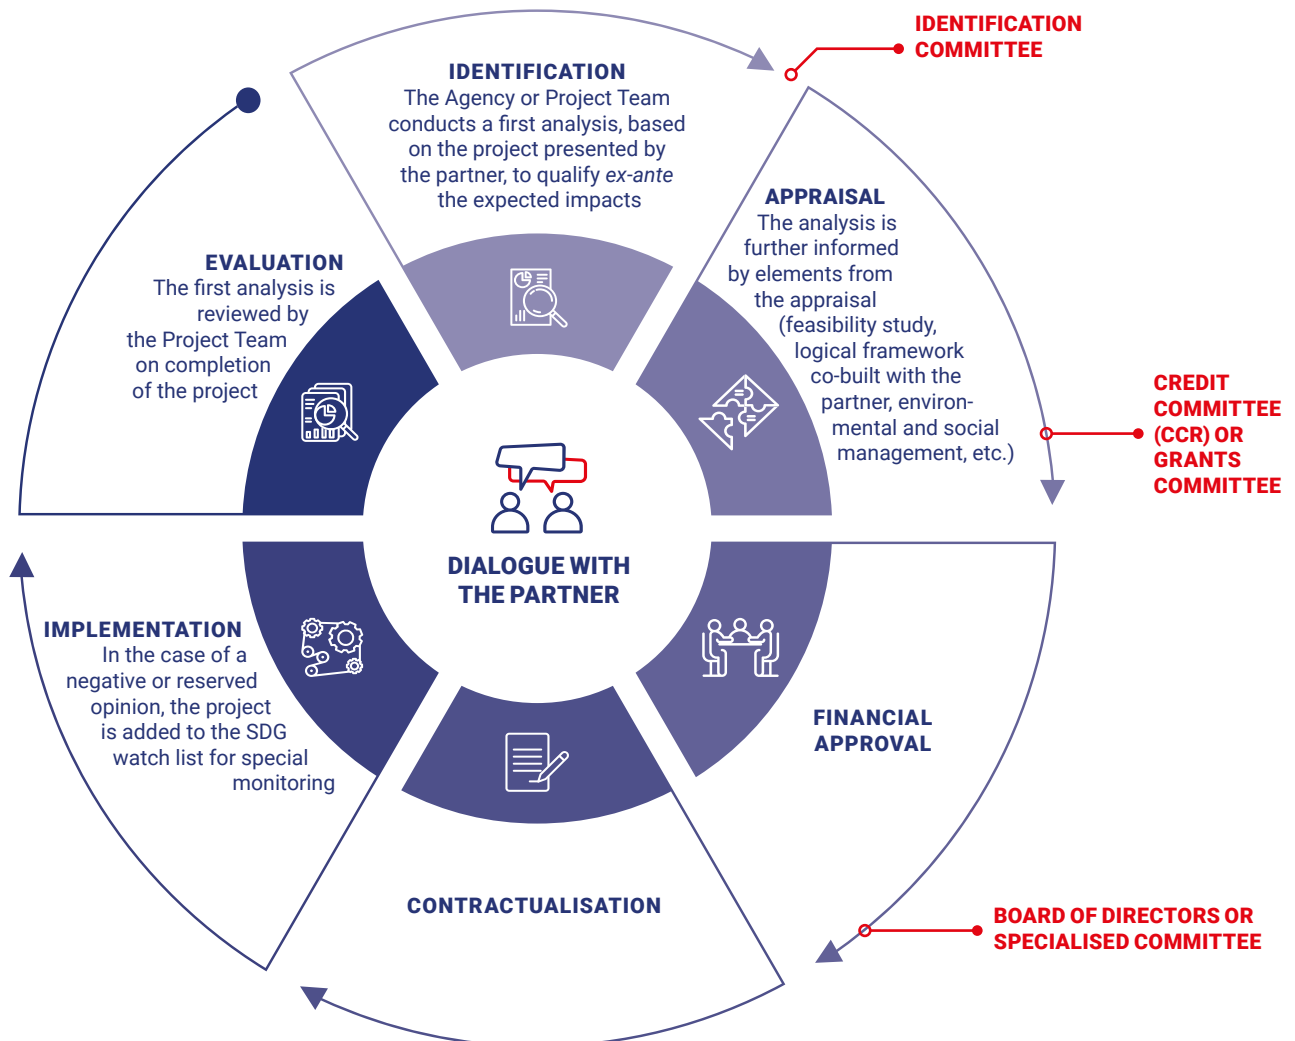 IDENTIFICATION
COMMITTEE
IDENTIFICATION
The Agency or Project Team
conducts a first analysis, based
on the project presented by
the partner, to qualify ex-ante
the expected impacts
APPRAISAL
The analysis is
further informed
by elements from
the appraisal
(feasibility study,
logical framework
co-built with the
partner, environ-
mental and social
management, etc.)
CREDIT
COMMITTEE
(CCR) OR
GRANTS
COMMITTEE
FINANCIAL
APPROVAL
BOARD OF DIRECTORS OR
SPECIALISED COMMITTEE
CONTRACTUALISATION
IMPLEMENTATION
In the case of a
negative or reserved
opinion, the project
is added to the SDG
watch list for special
monitoring
EVALUATION
The first analysis is
reviewed by
the Project Team
on completion
of the project
DIALOGUE WITH
THE PARTNER